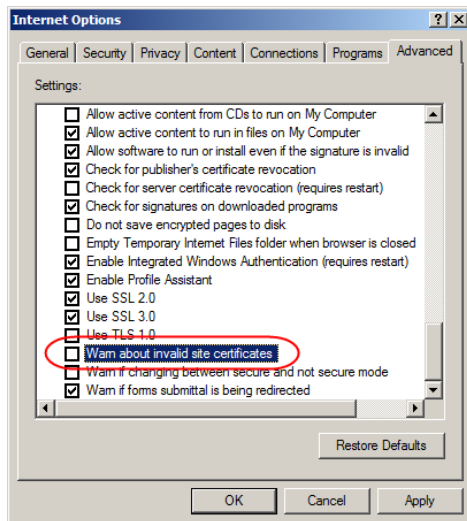 Internet Options
General Security Privacy Content Connections Programs Advanced
Settings:
Allow active content from CDs to run on My Computer
Allow active content to run in files on My Computer
Allow software to run or install even if the signature is invalid
Check for publisher's certificate revocation
Check for server certificate revocation (requires restart)
Check for signatures on downloaded programs
Do not save encrypted pages to disk
Empty Temporary Internet Files folder when browser is closed
Enable Integrated Windows Authentication (requires restart)
Enable Profile Assistant
Use SSL 2.0
Use SSL 3.0
Use TLS 1.0
Warn about invalid site certificates
Warn if changing between secure and not secure mode
Warn if forms submittal is being redirected
Restore Defaults
OK Cancel Apply